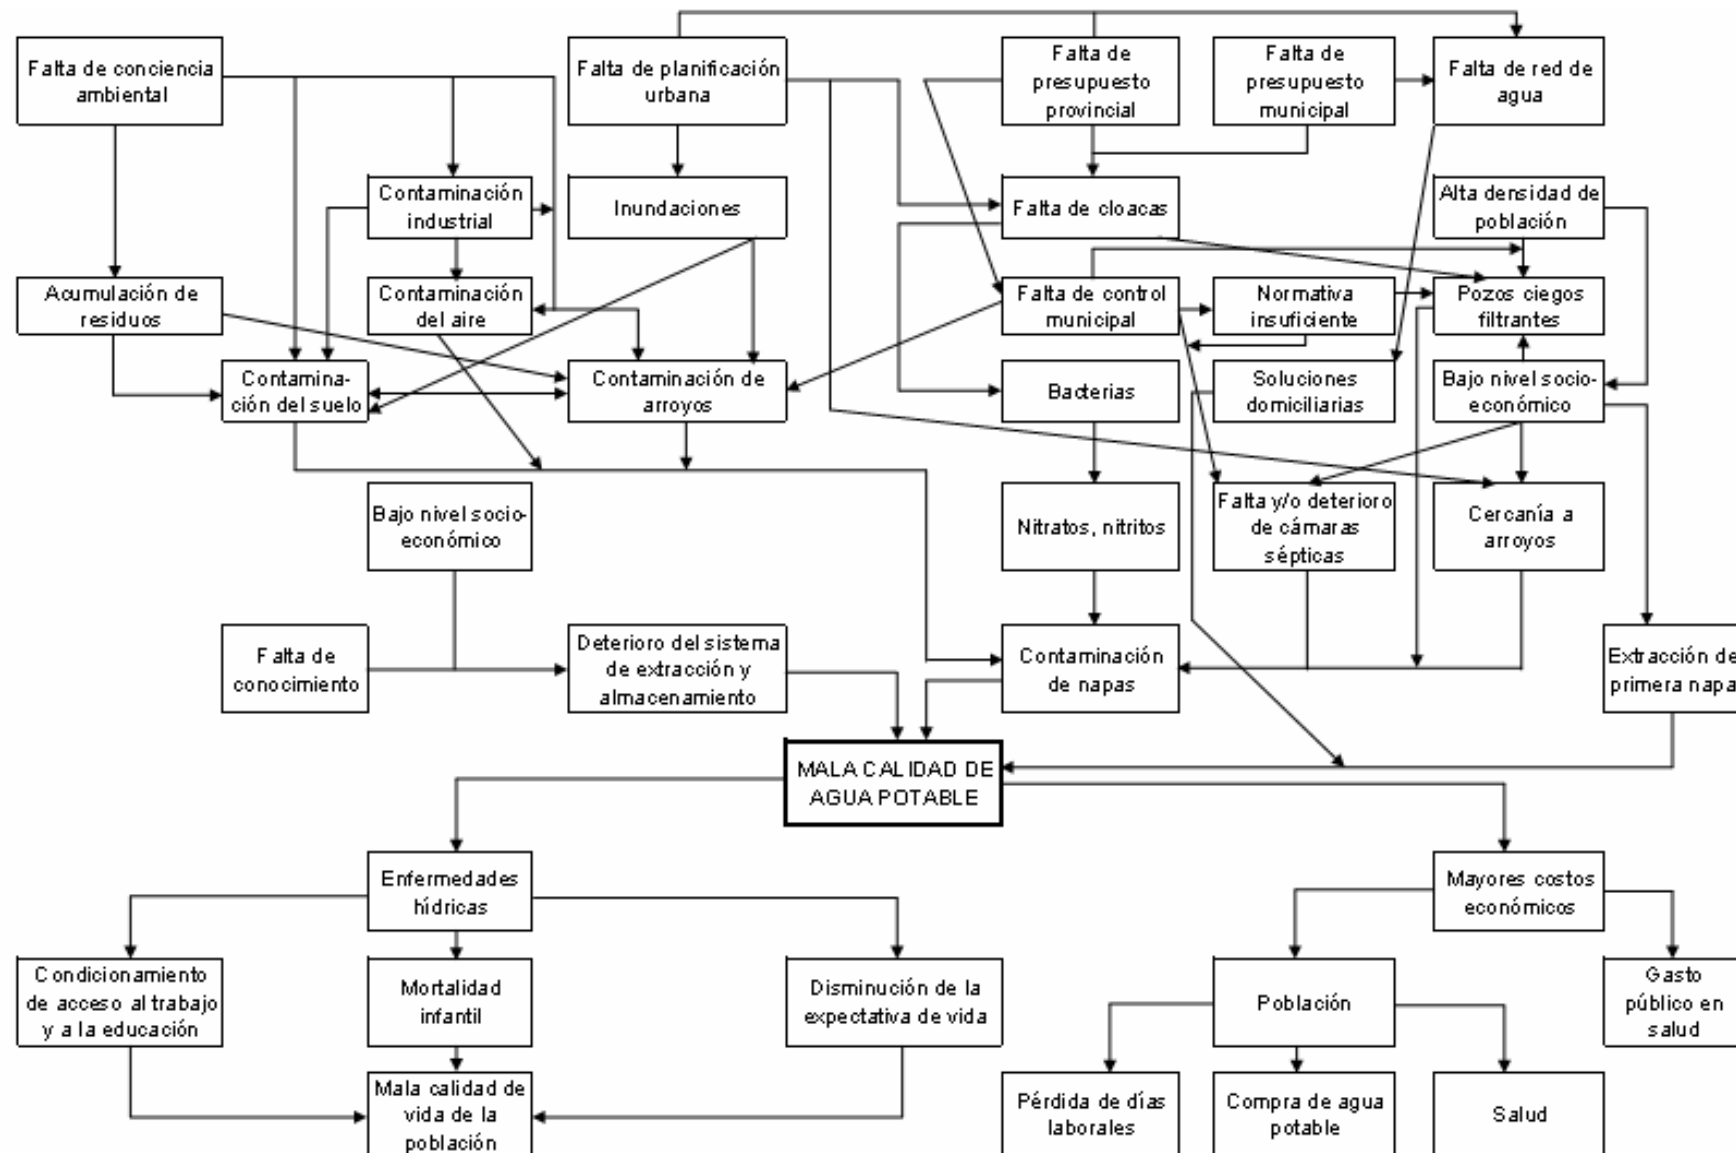 Falta de conciencia
ambiental
Falta de planificación
urbana
Falta de
presupuesto
provincial
Falta de
presupuesto
municipal
Falta de red de
agua
Contaminación
industrial
Inundaciones
Falta de cloacas
Alta densidad de
población
Acumulación de
residuos
Contaminación
del aire
Falta de control
municipal
Normativa
insuficiente
Pozos ciegos
filtrantes
Contamina-
ción del suelo
Contaminación de
arroyos
Bacterias
Soluciones
domiciliarias
Bajo nivel socio-
económico
Bajo nivel socio-
económico
Nitratos, nitritos
Falta y/o deterioro
de cámaras
sépticas
Cercanía a
arroyos
Falta de
conocimiento
Deterioro del sistema
de extracción y
almacenamiento
Contaminación
de napas
Extracción de
primera napa
MALA CALIDAD DE
AGUA POTABLE
Enfermedades
hídricas
Mayores costos
económicos
Condicionamiento
de acceso al trabajo
y a la educación
Mortalidad
infantil
Disminución de la
expectativa de vida
Población
Gasto
público en
salud
Mala calidad de
vida de la
población
Pérdida de días
laborales
Compra de agua
potable
Salud